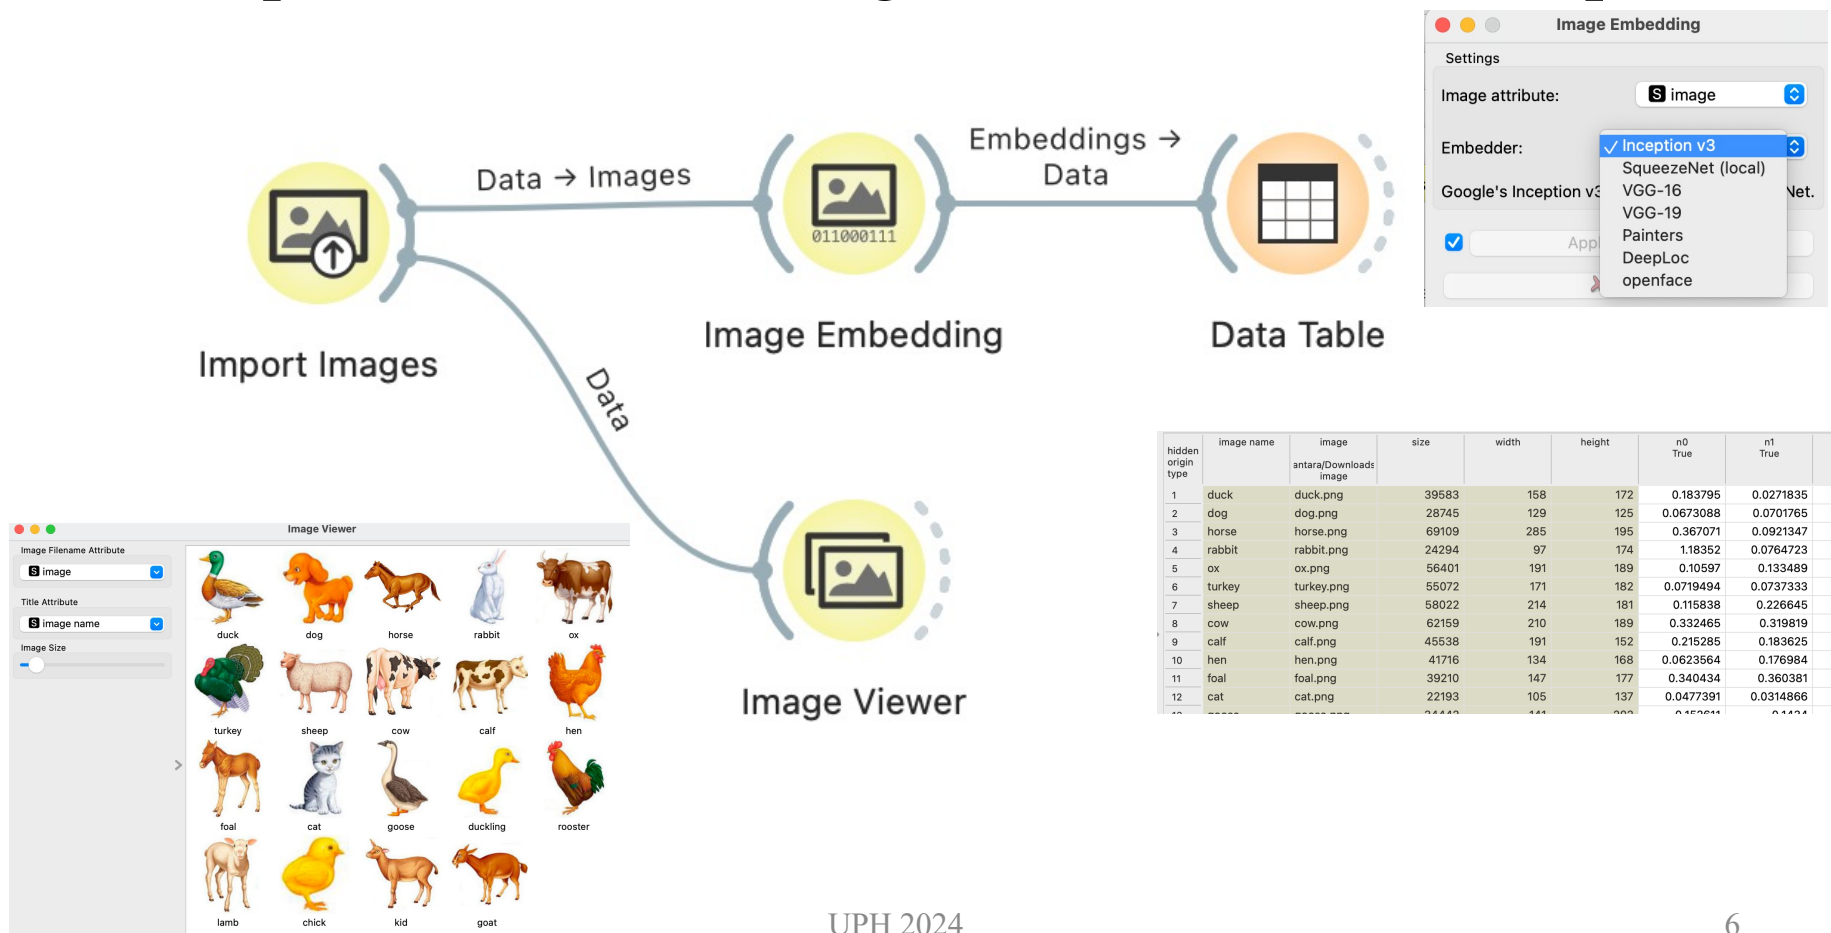 Image Embedding
Settings
Image attribute:
S image
Embedder:
Inception v3
SqueezeNet (local)
VGG-16
VGG-19
Painters
DeepLoc
openface
Google's Inception v3
Net.
Data → Images
Embeddings →
Data
011000111
Import Images
Image Embedding
Data Table
Data
Image Viewer
Image Viewer
Image Filename Attribute
S image
Title Attribute
S image name
Image Size
duck dog horse rabbit ox
turkey sheep cow calf hen
foal cat goose duckling rooster
lamb chick kid goat
hidden
origin
type
image name image size width height n0 n1
True True
antara/Downloads
image
1 duck duck.png 39583 158 172 0.183795 0.0271835
2 dog dog.png 28745 129 125 0.0673088 0.0701765
3 horse horse.png 69109 285 195 0.367071 0.0921347
4 rabbit rabbit.png 24294 97 174 1.18352 0.0764723
5 ox ox.png 56401 191 189 0.10597 0.133489
6 turkey turkey.png 55072 171 182 0.0719494 0.0737333
7 sheep sheep.png 58022 214 181 0.115838 0.226645
8 cow cow.png 62159 210 189 0.332465 0.319819
9 calf calf.png 45538 191 152 0.215285 0.183625
10 hen hen.png 41716 134 168 0.0623564 0.176984
11 foal foal.png 39210 147 177 0.340434 0.360381
12 cat cat.png 22193 105 137 0.0477391 0.0314866
UPH 2024
6